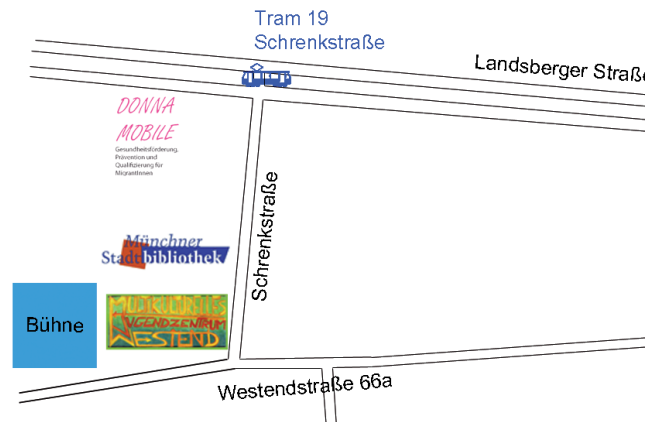 Tram 19
Schrenkstraße
Landsberger Straße
DONNA
MOBILE
Gesundheitsförderung,
Prävention und
Qualifizierung für
MigrantInnen
Schrenkstraße
Münchner
Stadtbibliothek
Bühne
MULTIKULTURELLES
JUGENDZENTRUM
WESTEND
Westendstraße 66a